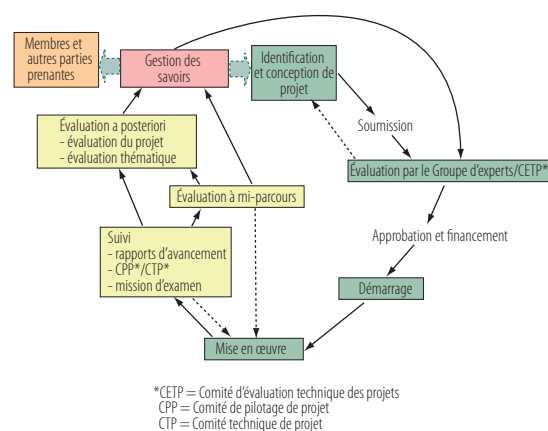 Membres et
autres parties
prenantes
Gestion des
savoirs
Identification
et conception de
projet
Soumission
Évaluation a posteriori
- évaluation du projet
- évaluation thématique
Évaluation par le Groupe d'experts/CETP*
Évaluation à mi-parcours
Approbation et financement
Suivi
- rapports d'avancement
- CPP*/CTP*
- mission d'examen
Démarrage
Mise en œuvre
*CETP = Comité d'évaluation technique des projets
CPP = Comité de pilotage de projet
CTP = Comité technique de projet